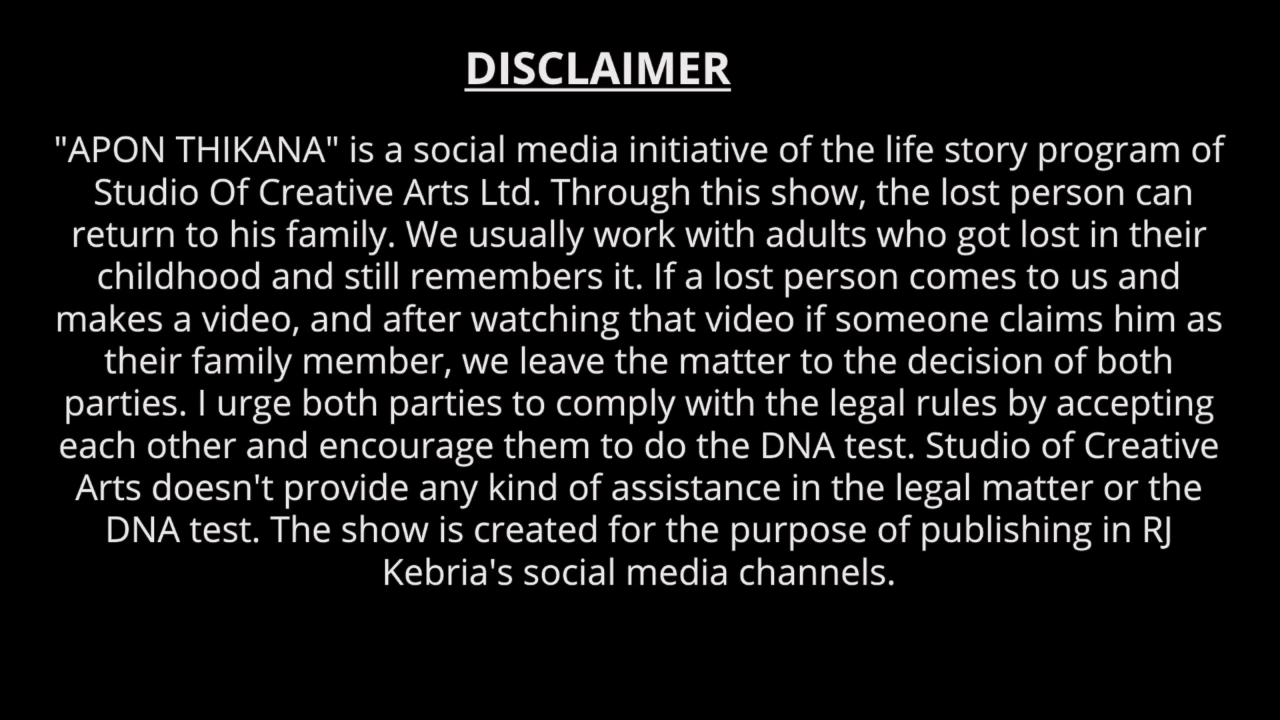 DISCLAIMER
"APON THIKANA" is a social media initiative of the life story program of
Studio Of Creative Arts Ltd. Through this show, the lost person can
return to his family. We usually work with adults who got lost in their
childhood and still remembers it. If a lost person comes to us and
makes a video, and after watching that video if someone claims him as
their family member, we leave the matter to the decision of both
parties. I urge both parties to comply with the legal rules by accepting
each other and encourage them to do the DNA test. Studio of Creative
Arts doesn't provide any kind of assistance in the legal matter or the
DNA test. The show is created for the purpose of publishing in RJ
Kebria's social media channels.